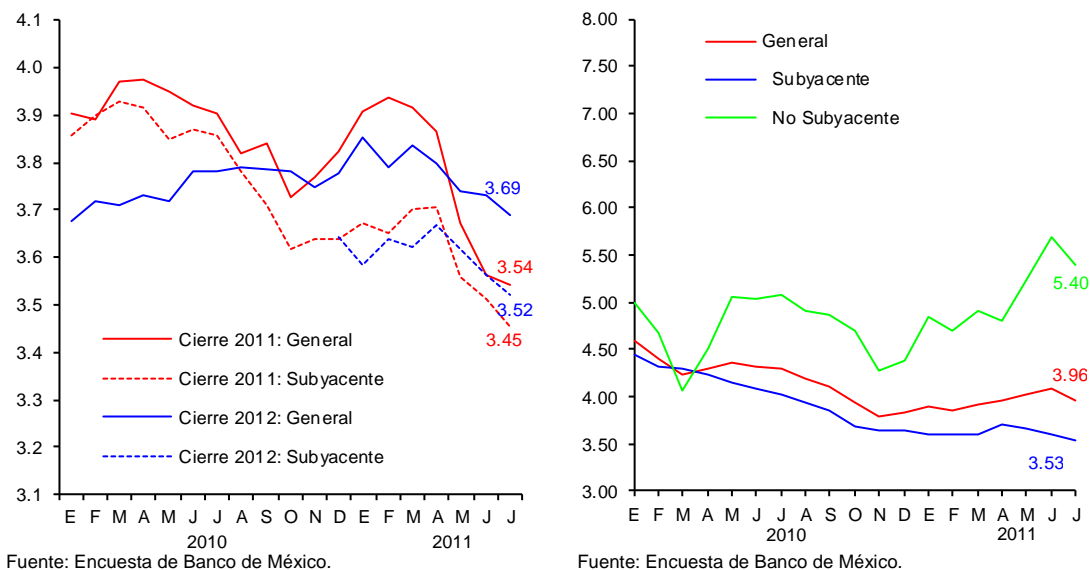 4.1
4.0
3.9
3.8
3.7
3.6
3.5
3.4
3.3
3.2
3.1
3.69
3.54
3.52
3.45
Cierre 2011: General
Cierre 2011: Subyacente
Cierre 2012: General
Cierre 2012: Subyacente
E F M A M J J A S O N D E F M A M J J
2010 2011
Fuente: Encuesta de Banco de México.
8.00
7.50
7.00
6.50
6.00
5.50
5.00
4.50
4.00
3.50
3.00
General
Subyacente
No Subyacente
5.40
3.96
3.53
E F M A M J J A S O N D E F M A M J J
2010 2011
Fuente: Encuesta de Banco de México.